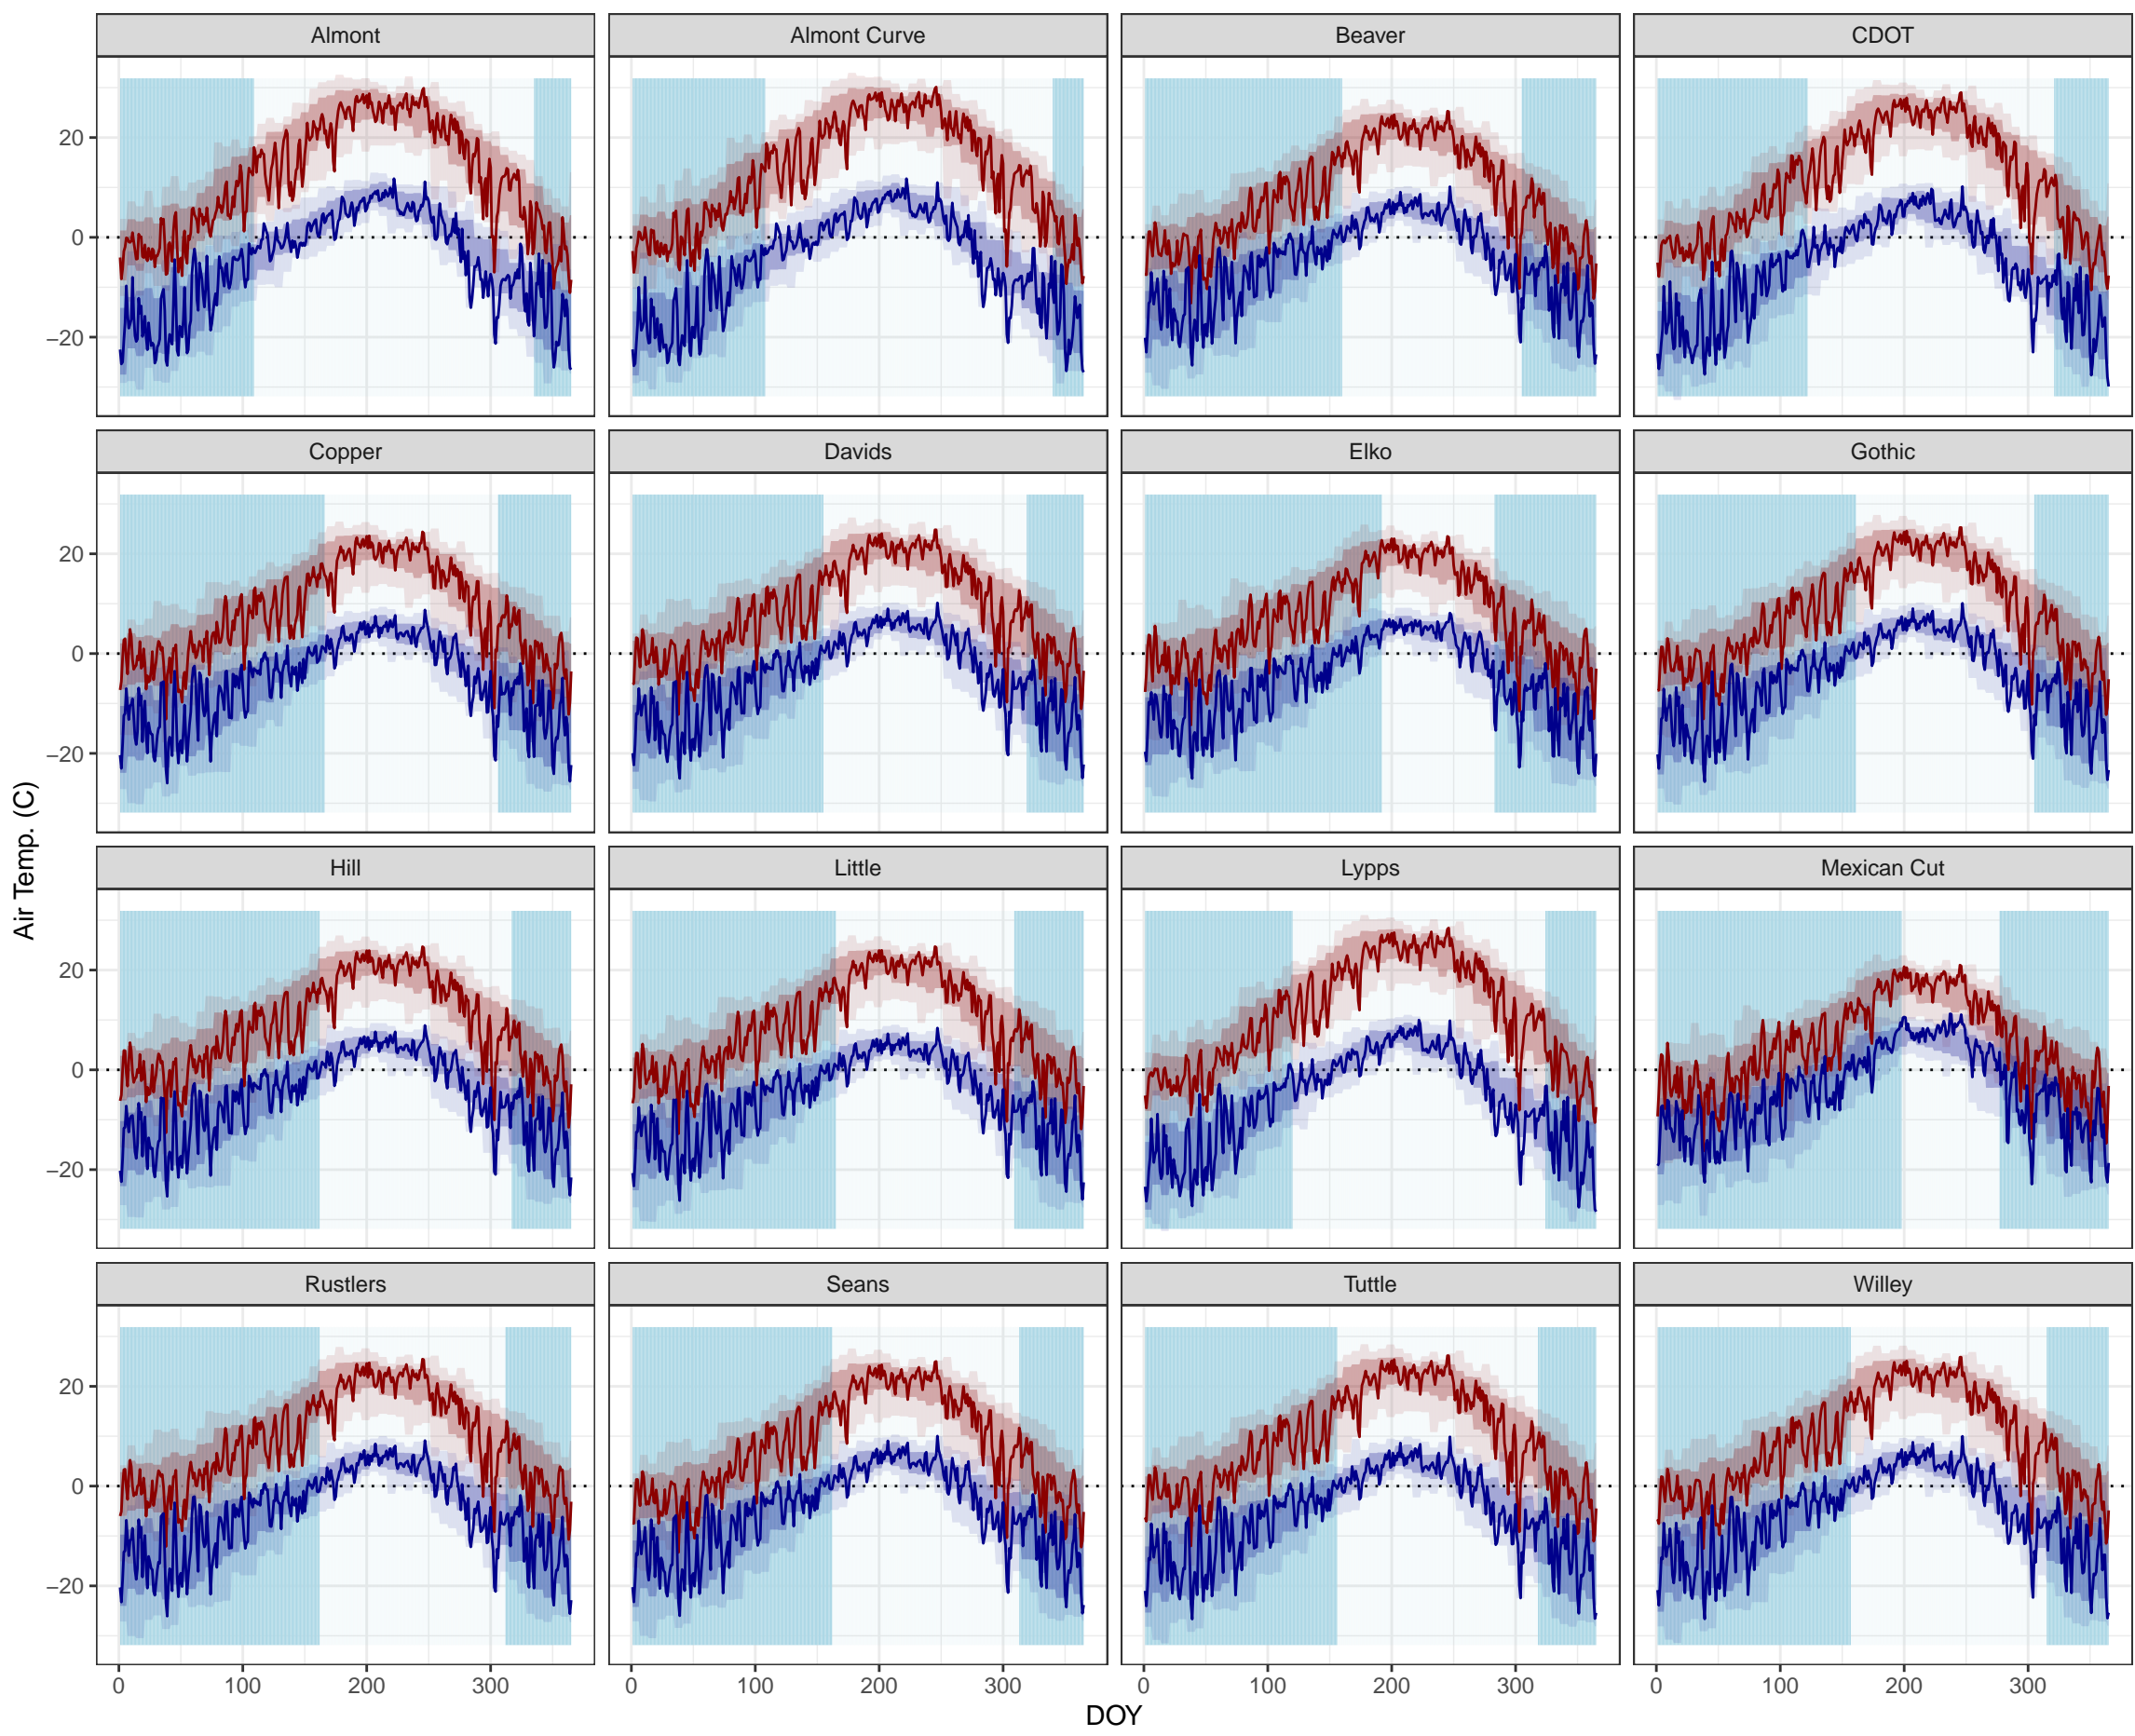 Almont
Almont Curve
Beaver
CDOT
20
0
−20
Copper
Davids
Elko
Gothic
20
0
−20
Air Temp. (C)
Hill
Little
Lypps
Mexican Cut
20
0
−20
Rustlers
Seans
Tuttle
Willey
20
0
−20
0 100 200 300
0 100 200 300
0 100 200 300
0 100 200 300
DOY